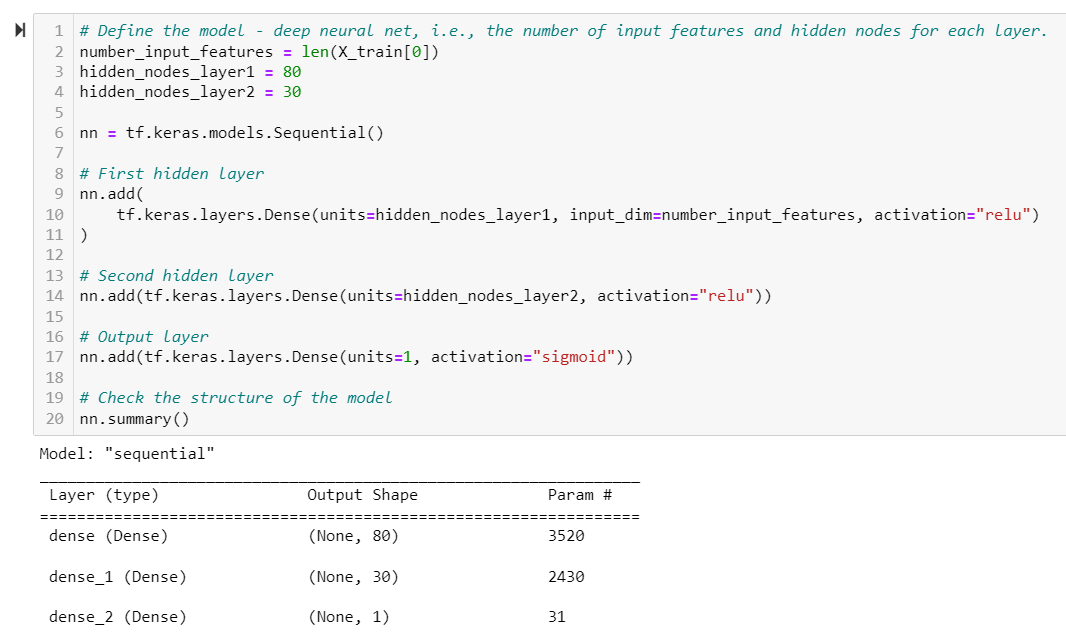 1 # Define the model - deep neural net, i.e., the number of input features and hidden nodes for each layer.
2 number_input_features = len(X_train[0])
3 hidden_nodes_layer1 = 80
4 hidden_nodes_layer2 = 30
5
6 nn = tf.keras.models.Sequential()
7
8 # First hidden layer
9 nn.add(
10     tf.keras.layers.Dense(units=hidden_nodes_layer1, input_dim=number_input_features, activation="relu")
11 )
12
13 # Second hidden layer
14 nn.add(tf.keras.layers.Dense(units=hidden_nodes_layer2, activation="relu"))
15
16 # Output layer
17 nn.add(tf.keras.layers.Dense(units=1, activation="sigmoid"))
18
19 # Check the structure of the model
20 nn.summary()
Model: "sequential"
_________________________________________________________________
Layer (type)                Output Shape              Param #
=================================================================
dense (Dense)               (None, 80)                3520
dense_1 (Dense)             (None, 30)                2430
dense_2 (Dense)             (None, 1)                 31